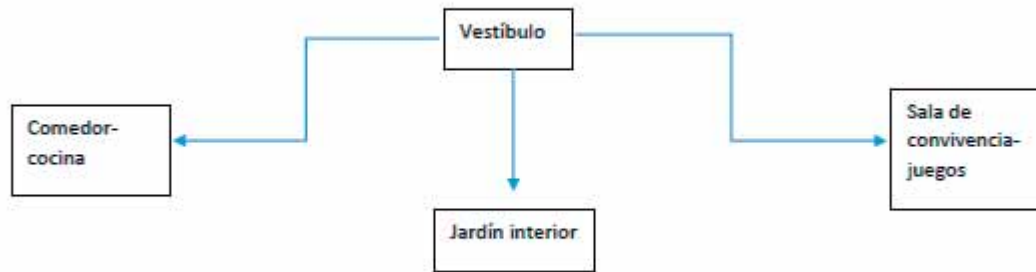 Vestíbulo
Comedor-
cocina
Sala de
convivencia-
juegos
Jardín interior